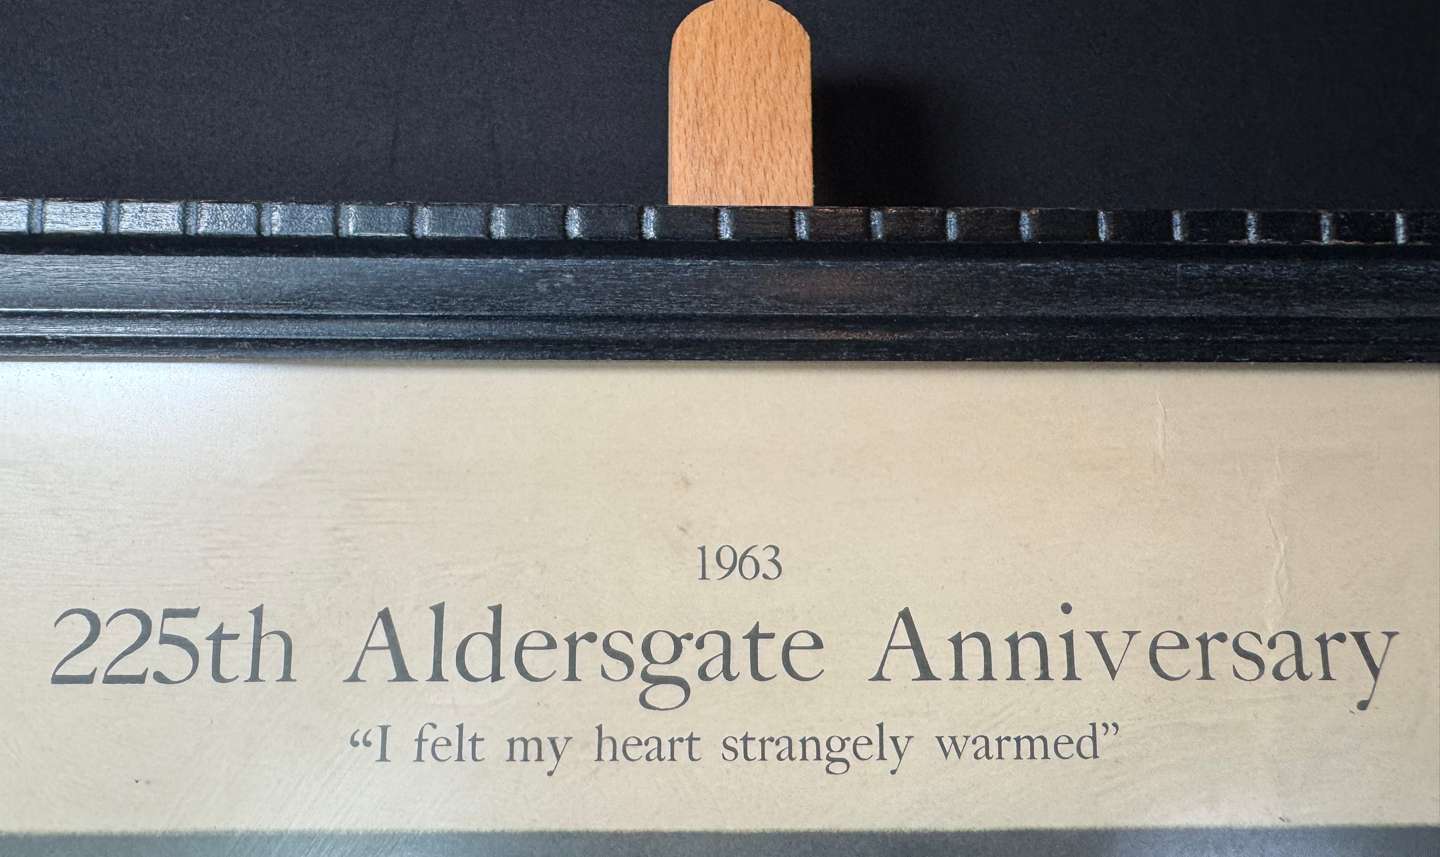 1963
225th Aldersgate Anniversary
“I felt my heart strangely warmed”